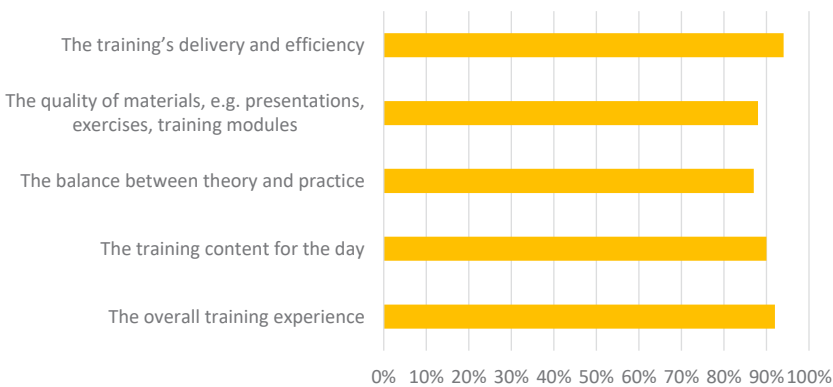 The training’s delivery and efficiency
The quality of materials, e.g. presentations,
exercises, training modules
The balance between theory and practice
The training content for the day
The overall training experience
0% 10% 20% 30% 40% 50% 60% 70% 80% 90% 100%